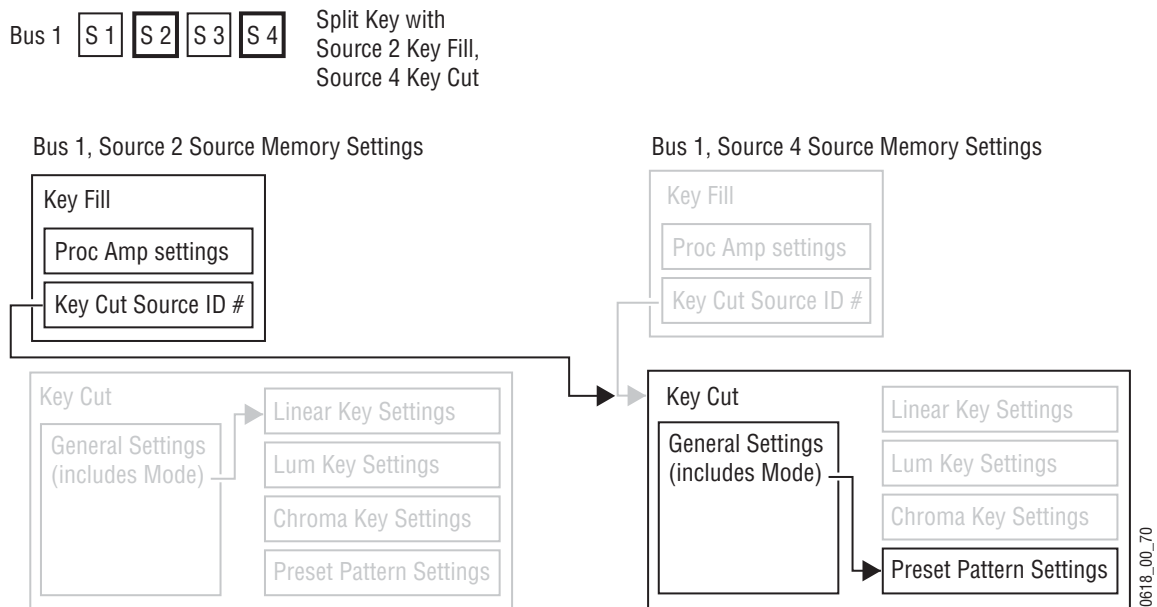 Bus 1 S 1 S 2 S 3 S 4
Split Key with
Source 2 Key Fill,
Source 4 Key Cut
Bus 1, Source 2 Source Memory Settings
Key Fill
Proc Amp settings
Key Cut Source ID #
Key Cut
General Settings
(includes Mode)
Linear Key Settings
Lum Key Settings
Chroma Key Settings
Preset Pattern Settings
Bus 1, Source 4 Source Memory Settings
Key Fill
Proc Amp settings
Key Cut Source ID #
Key Cut
General Settings
(includes Mode)
Linear Key Settings
Lum Key Settings
Chroma Key Settings
Preset Pattern Settings
0618_00_70